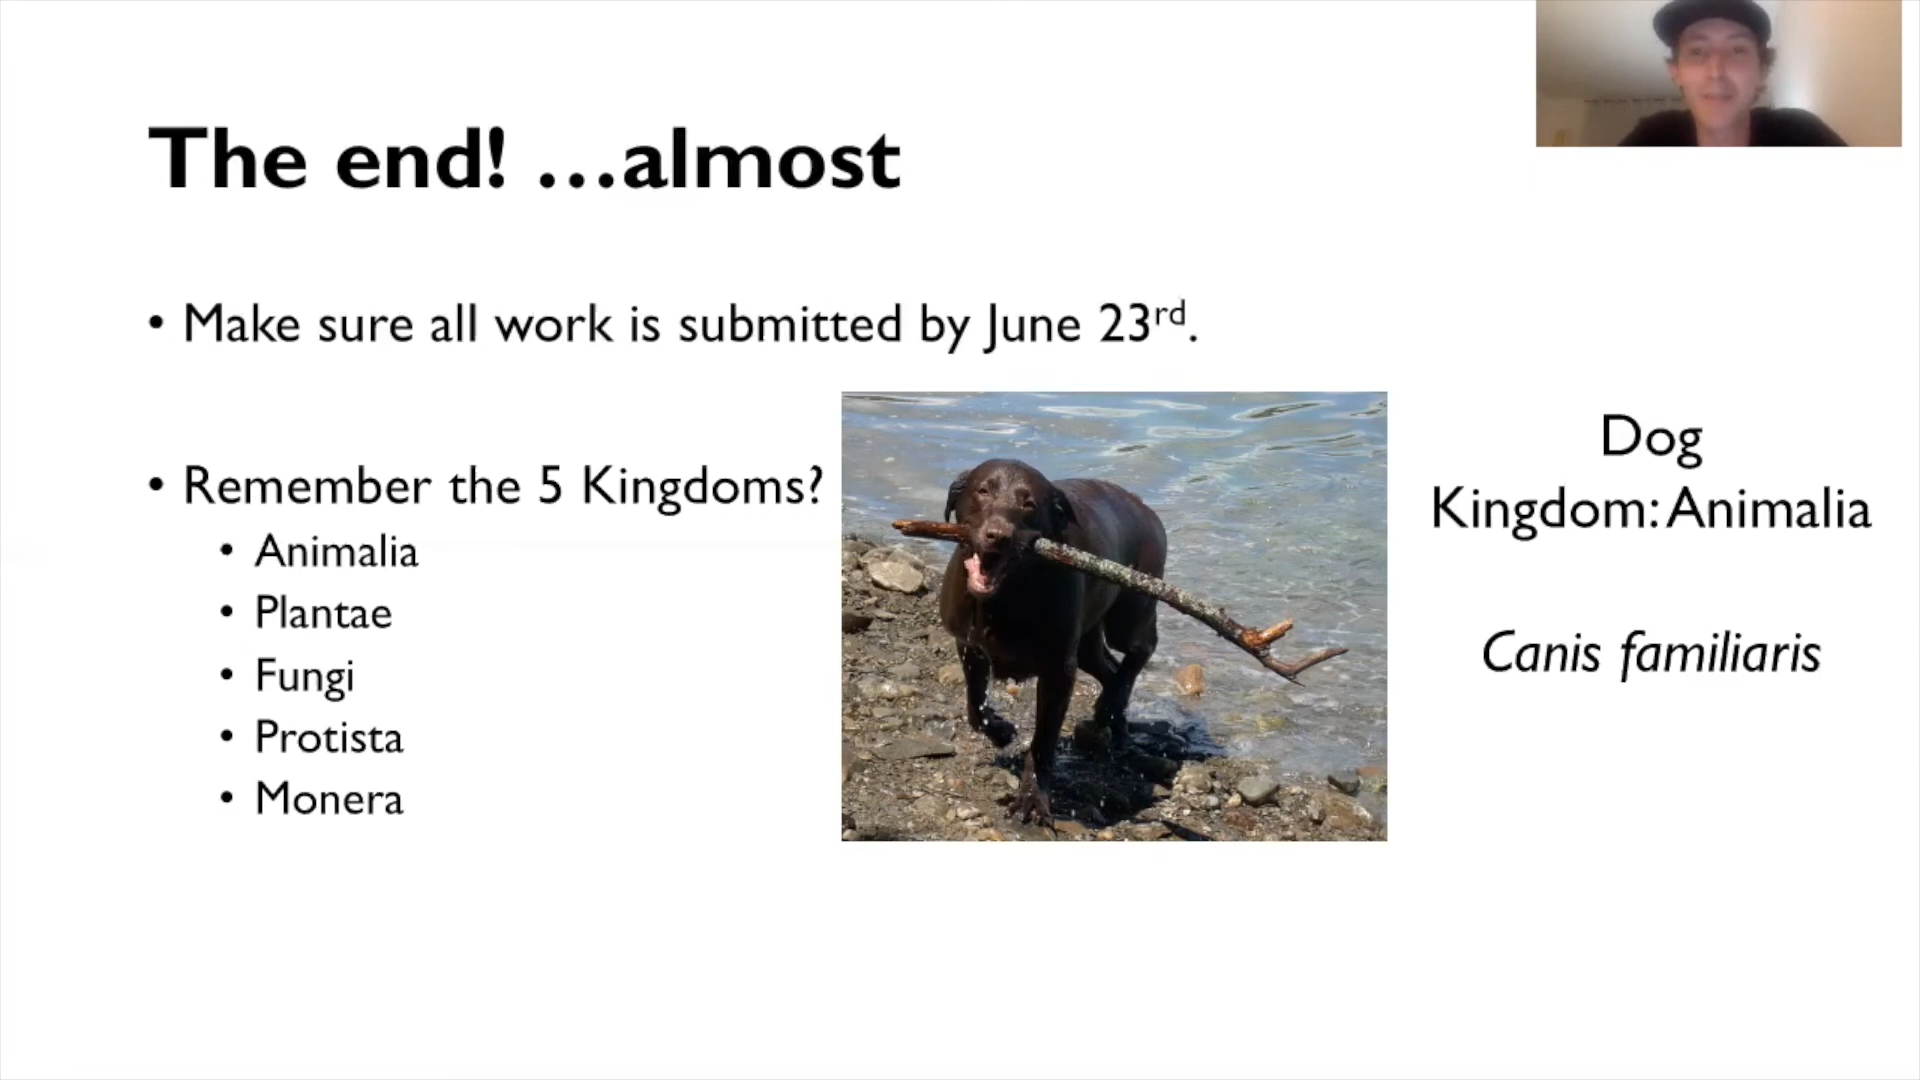 The end! …almost
• Make sure all work is submitted by June 23rd.
• Remember the 5 Kingdoms?
• Animalia
• Plantae
• Fungi
• Protista
• Monera
Dog
Kingdom: Animalia
Canis familiaris